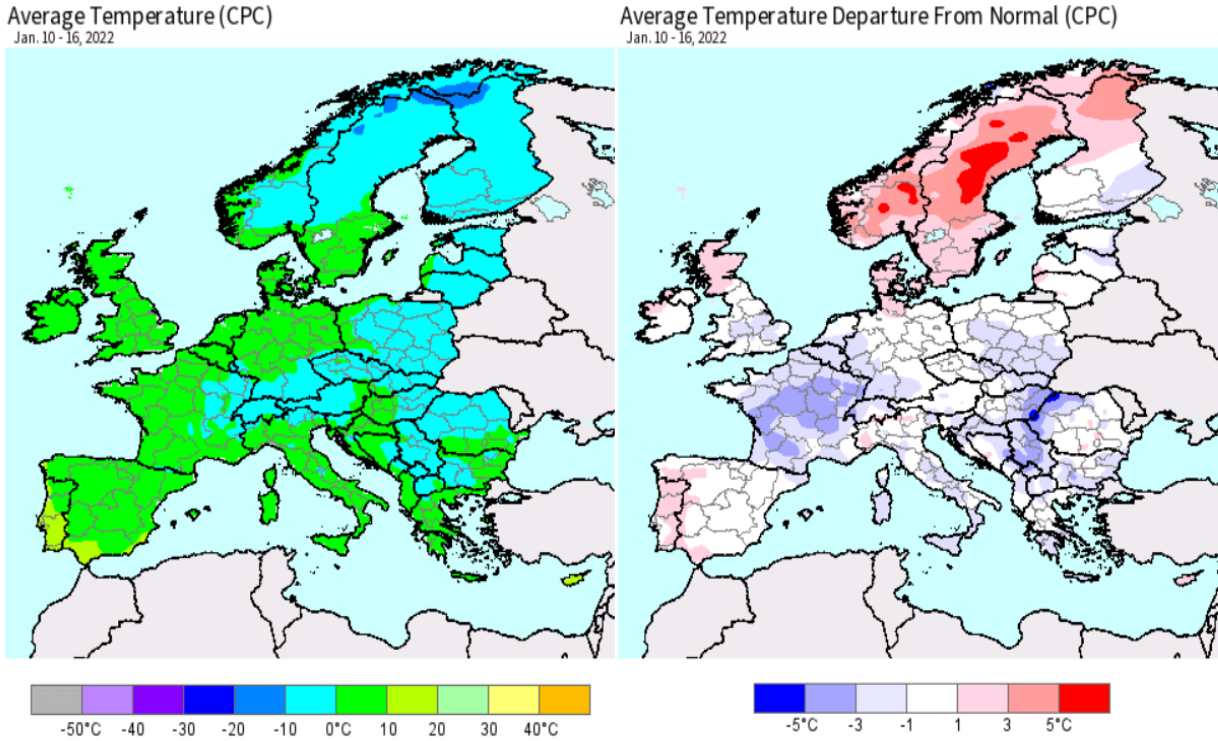 Average Temperature (CPC)
Jan. 10 - 16, 2022
Average Temperature Departure From Normal (CPC)
Jan. 10 - 16, 2022
-50°C -40 -30 -20 -10 0°C 10 20 30 40°C
-5°C -3 -1 1 3 5°C